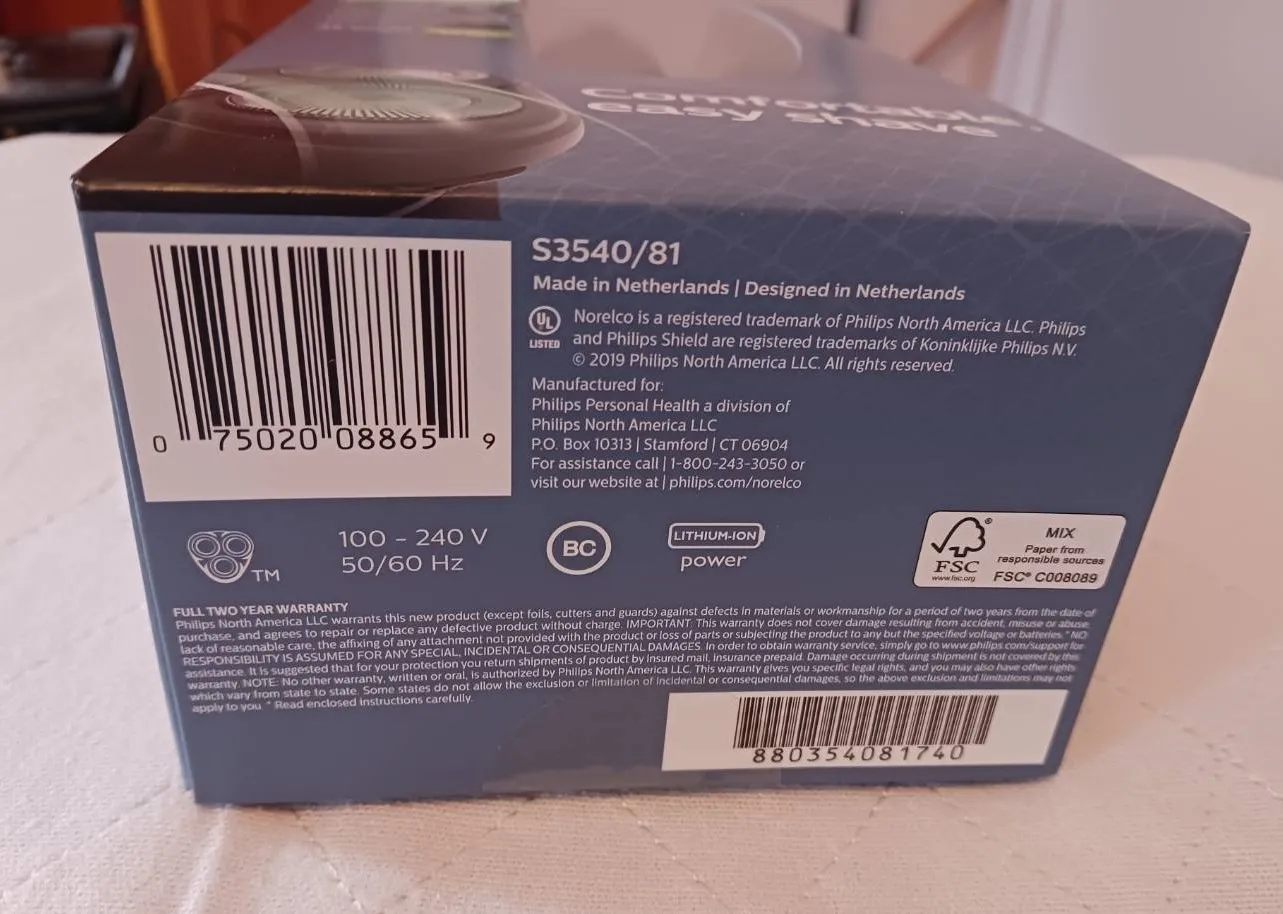 Comfortable,
easy shave
S3540/81
Made in Netherlands | Designed in Netherlands
UL
LISTED
Norelco is a registered trademark of Philips North America LLC. Philips
and Philips Shield are registered trademarks of Koninklijke Philips N.V.
© 2019 Philips North America LLC. All rights reserved.
Manufactured for:
Philips Personal Health a division of
Philips North America LLC
P.O. Box 10313 | Stamford | CT 06904
For assistance call | 1-800-243-3050 or
visit our website at | philips.com/norelco
0 75020 08865 9
TM
100 – 240 V
50/60 Hz
BC
LITHIUM-ION
power
FSC®
www.fsc.org
MIX
Paper from
responsible sources
FSC® C008089
FULL TWO YEAR WARRANTY
Philips North America LLC warrants this new product (except foils, cutters and guards) against defects in materials or workmanship for a period of two years from the date of
purchase, and agrees to repair or replace any defective product without charge. IMPORTANT: This warranty does not cover damage resulting from accident, misuse or abuse,
lack of reasonable care, the affixing of any attachment not provided with the product or loss of parts or subjecting the product to any but the specified voltage or batteries. * NO
RESPONSIBILITY IS ASSUMED FOR ANY SPECIAL, INCIDENTAL OR CONSEQUENTIAL DAMAGES. In order to obtain warranty service, simply go to www.philips.com/support for
assistance. It is suggested that for your protection you return shipments of product by insured mail, insurance prepaid. Damage occurring during shipment is not covered by this
warranty. NOTE: No other warranty, written or oral, is authorized by Philips North America LLC. This warranty gives you specific legal rights, and you may also have other rights
which vary from state to state. Some states do not allow the exclusion or limitation of incidental or consequential damages, so the above exclusion and limitations may not
apply to you. * Read enclosed instructions carefully.
880354081740